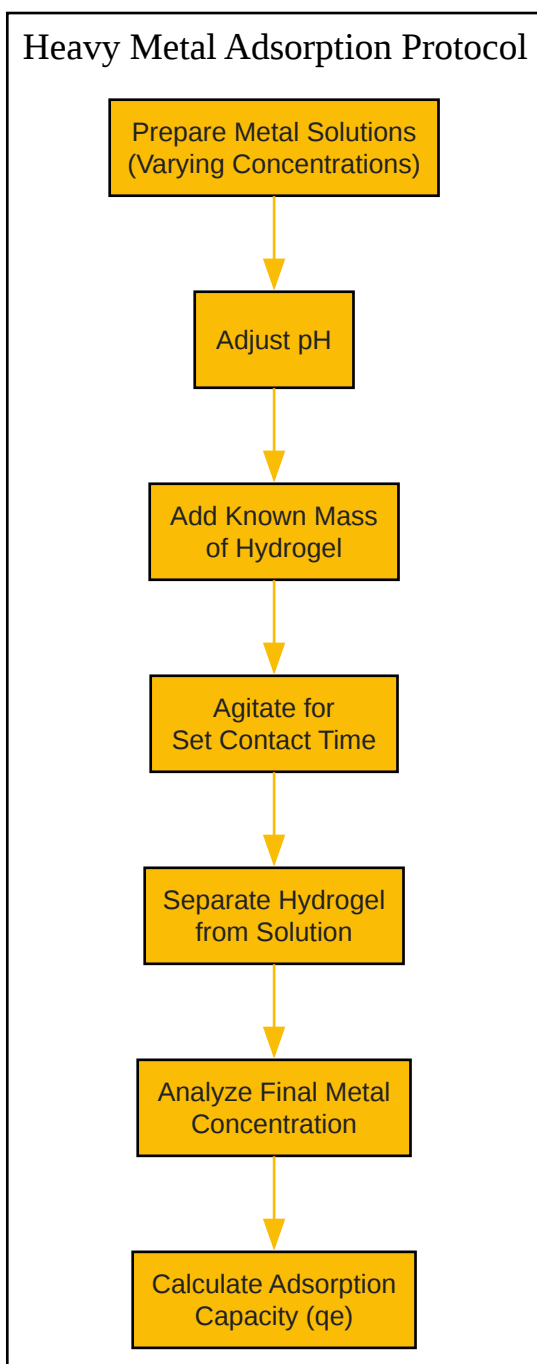 Heavy Metal Adsorption Protocol
Prepare Metal Solutions
(Varying Concentrations)
Adjust pH
Add Known Mass
of Hydrogel
Agitate for
Set Contact Time
Separate Hydrogel
from Solution
Analyze Final Metal
Concentration
Calculate Adsorption
Capacity (qe)